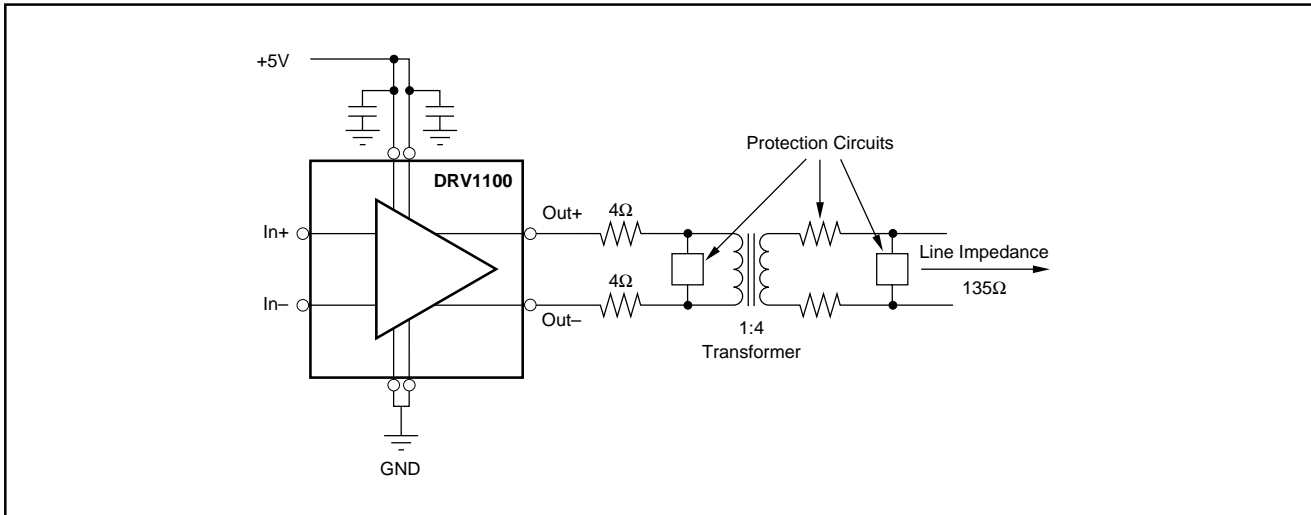 +5V
DRV1100
In+
In–
Out+
Out–
4Ω
4Ω
Protection Circuits
1:4
Transformer
Line Impedance
135Ω
GND